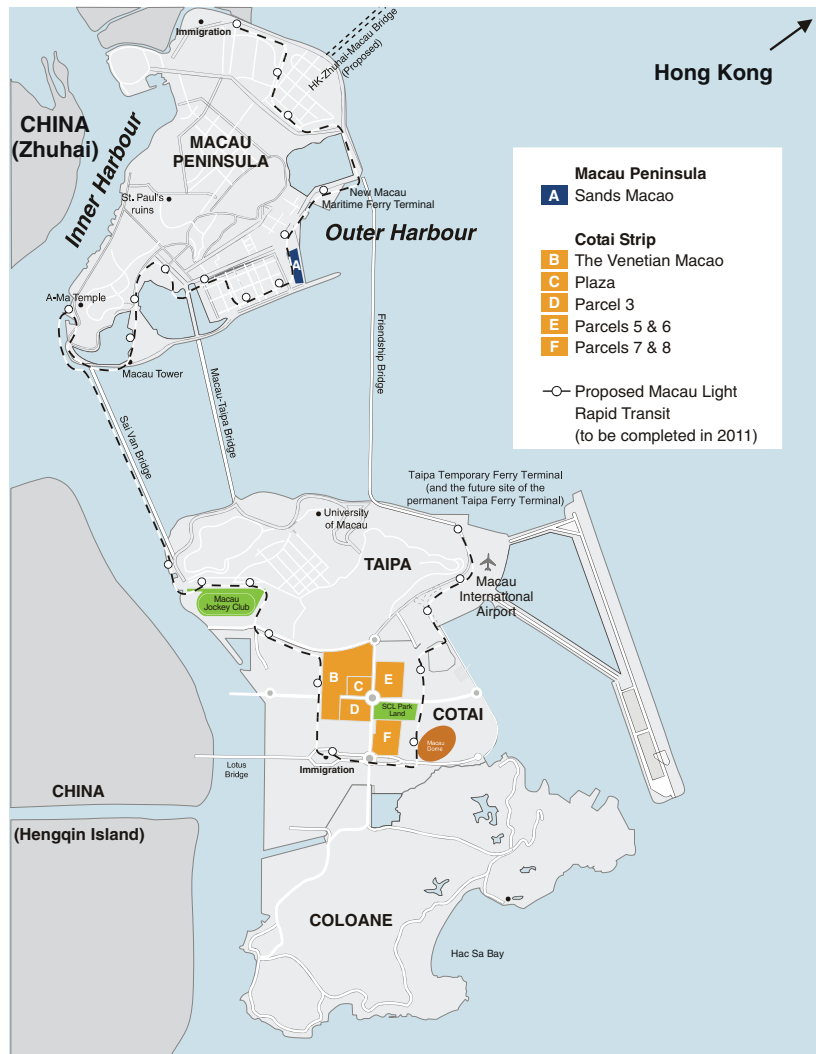 Immigration
HK-Zhuhai-Macau Bridge
(Proposed)
Hong Kong
CHINA
(Zhuhai)
Inner Harbour
MACAU
PENINSULA
St. Paul's
ruins
New Macau
Maritime Ferry Terminal
Outer Harbour
A
A-Ma Temple
Macau Tower
Sai Van Bridge
Macau-Taipa Bridge
Friendship Bridge
Macau Peninsula
A Sands Macao
Cotai Strip
B The Venetian Macao
C Plaza
D Parcel 3
E Parcels 5 & 6
F Parcels 7 & 8
Proposed Macau Light
Rapid Transit
(to be completed in 2011)
Taipa Temporary Ferry Terminal
(and the future site of the
permanent Taipa Ferry Terminal)
University
of Macau
TAIPA
Macau
International
Airport
Macau
Jockey Club
B
C
E
D
SCL Park
Land
COTAI
F
Macau
Dome
Lotus
Bridge
Immigration
CHINA
(Hengqin Island)
COLOANE
Hac Sa Bay